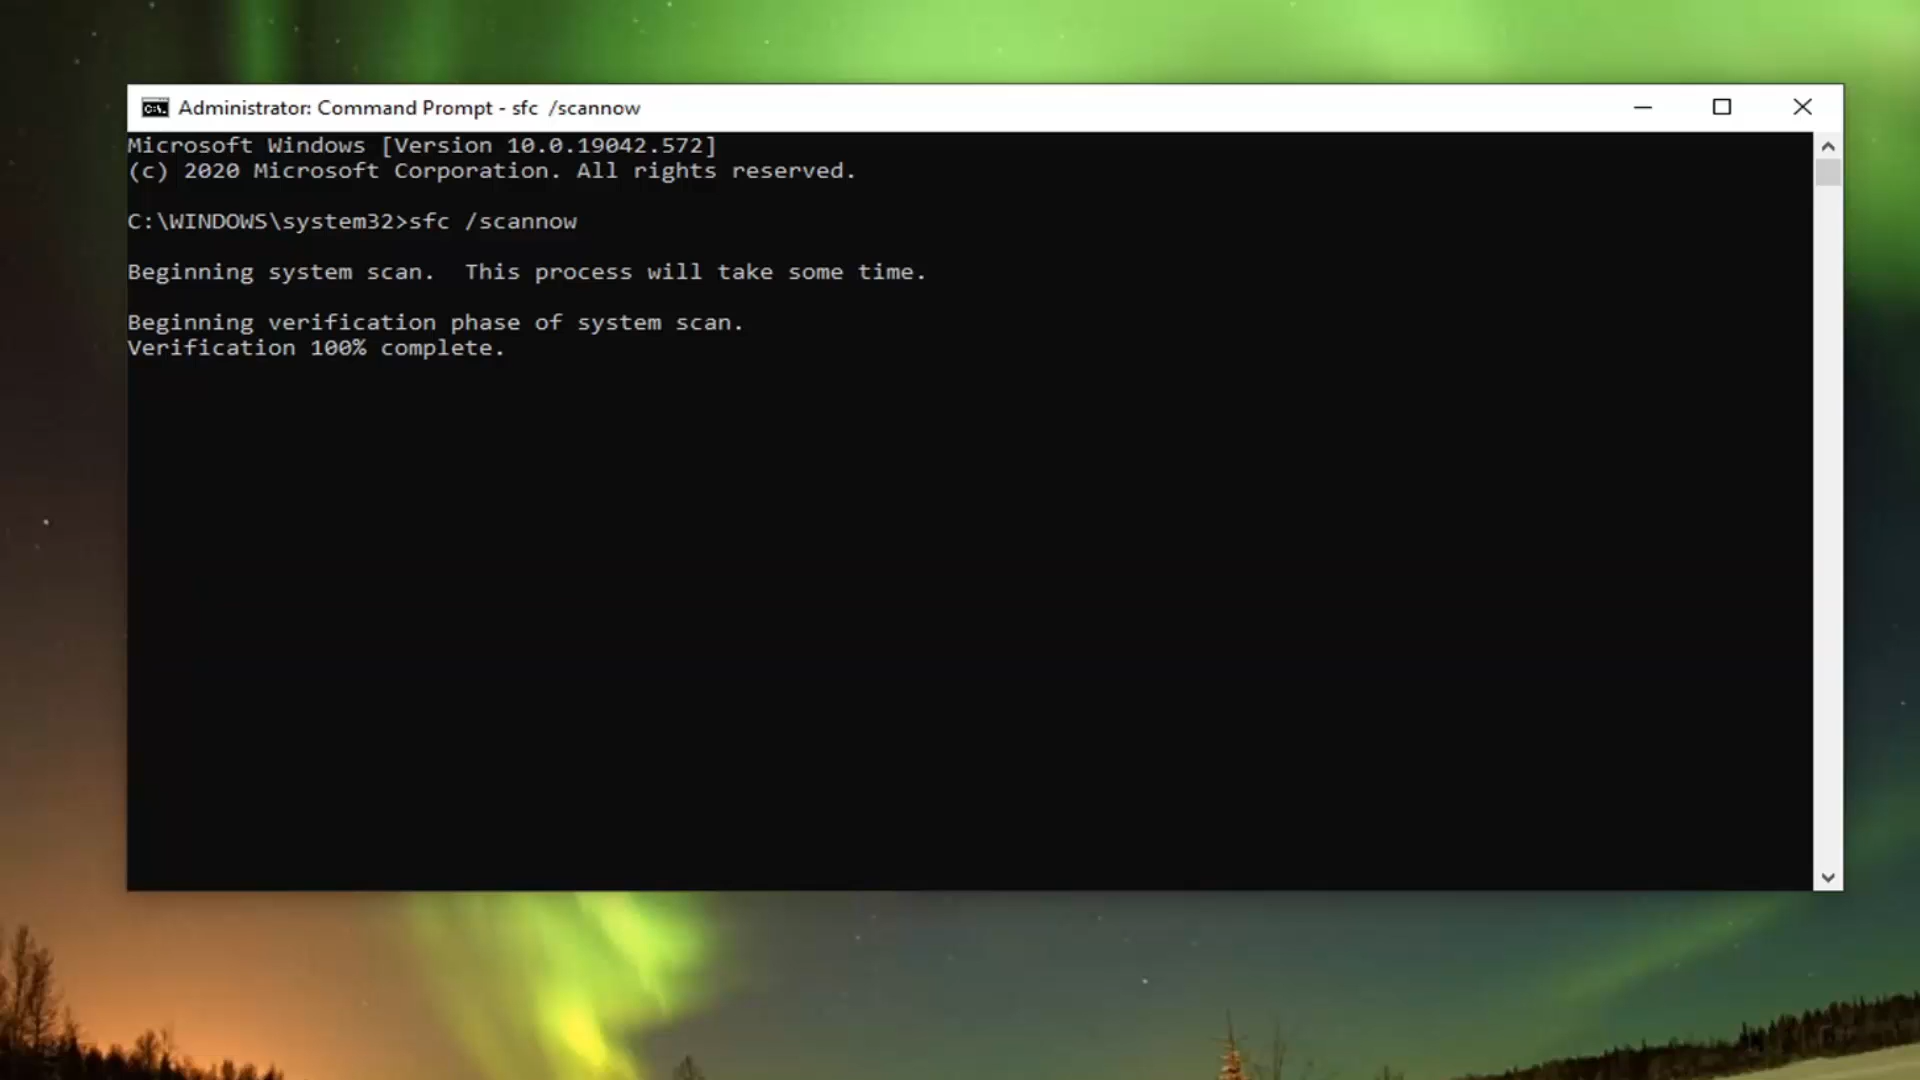 Administrator: Command Prompt - sfc  /scannow
Microsoft Windows [Version 10.0.19042.572]
(c) 2020 Microsoft Corporation. All rights reserved.
C:\WINDOWS\system32>sfc /scannow
Beginning system scan.  This process will take some time.
Beginning verification phase of system scan.
Verification 100% complete.